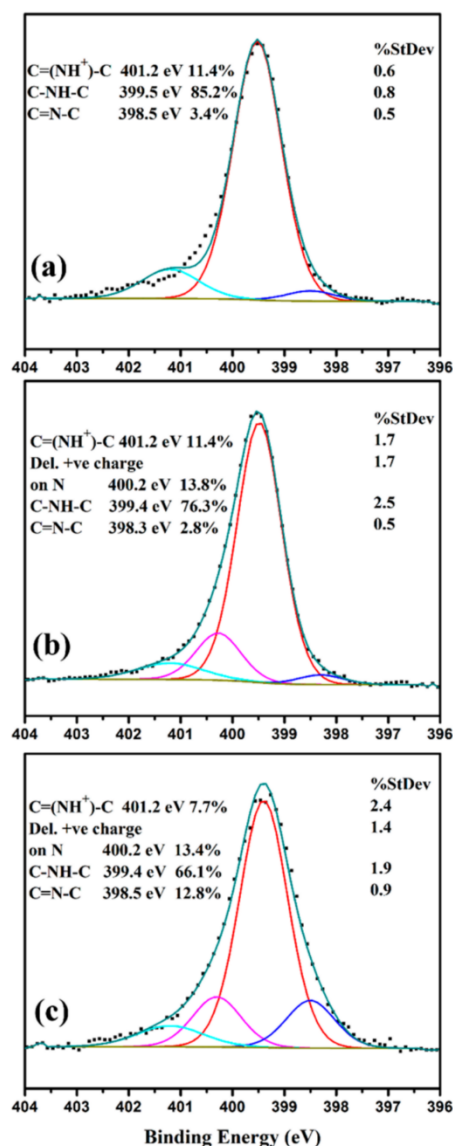 %StDev
C=(NH+)-C 401.2 eV 11.4% 0.6
C-NH-C 399.5 eV 85.2% 0.8
C=N-C 398.5 eV 3.4% 0.5
(a)
404 403 402 401 400 399 398 397 396
%StDev
C=(NH+)-C 401.2 eV 11.4% 1.7
Del. +ve charge 1.7
on N 400.2 eV 13.8%
C-NH-C 399.4 eV 76.3% 2.5
C=N-C 398.3 eV 2.8% 0.5
(b)
404 403 402 401 400 399 398 397 396
%StDev
C=(NH+)-C 401.2 eV 7.7% 2.4
Del. +ve charge 1.4
on N 400.2 eV 13.4%
C-NH-C 399.4 eV 66.1% 1.9
C=N-C 398.5 eV 12.8% 0.9
(c)
404 403 402 401 400 399 398 397 396
Binding Energy (eV)